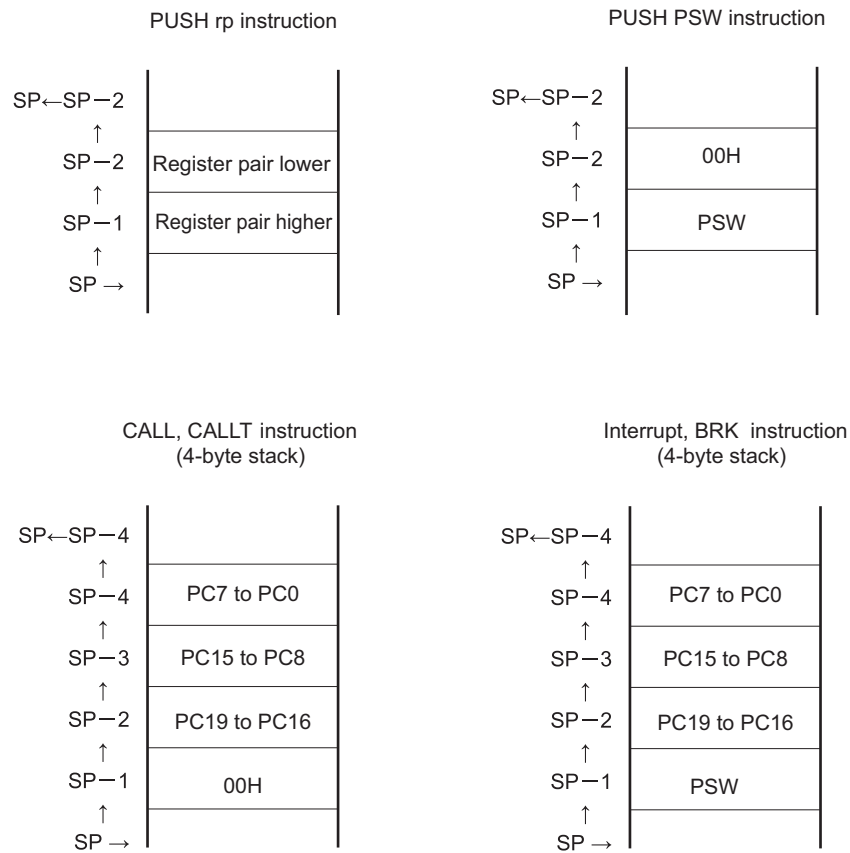 PUSH rp instruction
SP←SP−2
↑
SP−2 Register pair lower
↑
SP−1 Register pair higher
↑
SP →
PUSH PSW instruction
SP←SP−2
↑
SP−2 00H
↑
SP−1 PSW
↑
SP →
CALL, CALLT instruction
(4-byte stack)
SP←SP−4
↑
SP−4 PC7 to PC0
↑
SP−3 PC15 to PC8
↑
SP−2 PC19 to PC16
↑
SP−1 00H
↑
SP →
Interrupt, BRK instruction
(4-byte stack)
SP←SP−4
↑
SP−4 PC7 to PC0
↑
SP−3 PC15 to PC8
↑
SP−2 PC19 to PC16
↑
SP−1 PSW
↑
SP →